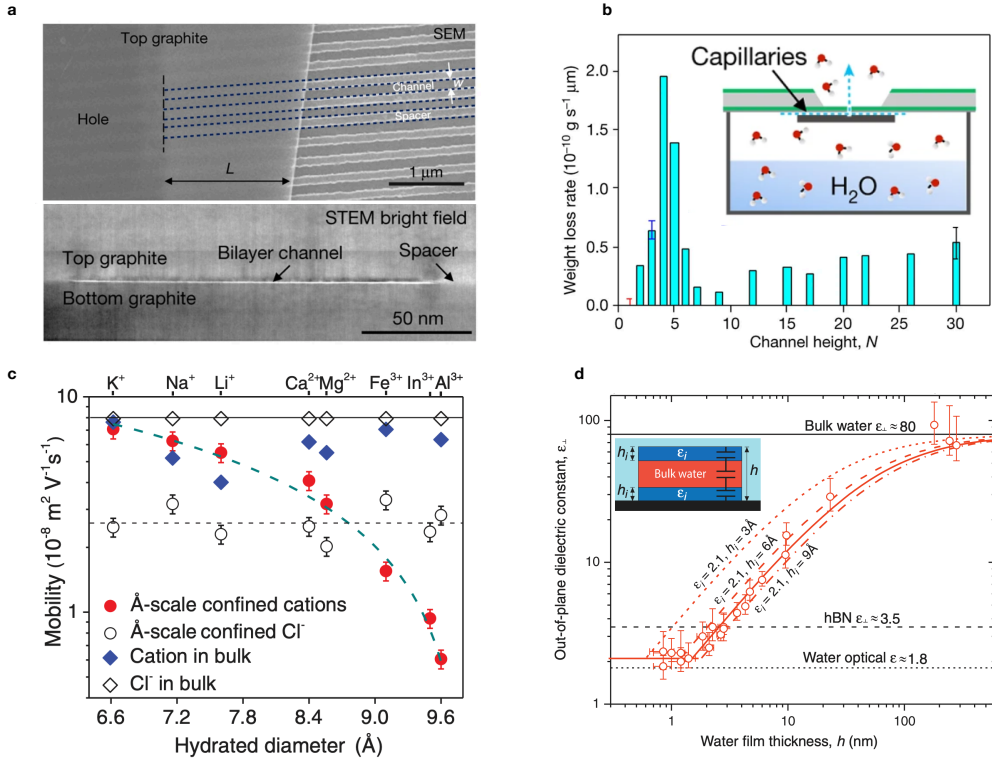 a
Top graphite
SEM
Channel
w
Hole
Spacer
L
1 μm
STEM bright field
Top graphite
Bilayer channel
Spacer
Bottom graphite
50 nm
b
Weight loss rate (10⁻¹⁰ g s⁻¹ μm)
2.0
1.5
1.0
0.5
0.0
Capillaries
H₂O
0 5 10 15 20 25 30
Channel height, N
c
K⁺ Na⁺ Li⁺ Ca²⁺ Mg²⁺ Fe³⁺ In³⁺ Al³⁺
Mobility (10⁻⁸ m² V⁻¹s⁻¹)
10
1
Å-scale confined cations
Å-scale confined Cl⁻
Cation in bulk
Cl⁻ in bulk
6.6 7.2 7.8 8.4 9.0 9.6
Hydrated diameter (Å)
d
Out-of-plane dielectric constant, ε⊥
100
10
1
Bulk water ε⊥ ≈ 80
hᵢ
εᵢ
Bulk water
h
hᵢ
εᵢ
εᵢ = 2.1, hᵢ = 3Å
εᵢ = 2.1, hᵢ = 6Å
εᵢ = 2.1, hᵢ = 9Å
hBN ε⊥ ≈ 3.5
Water optical ε ≈ 1.8
1 10 100
Water film thickness, h (nm)